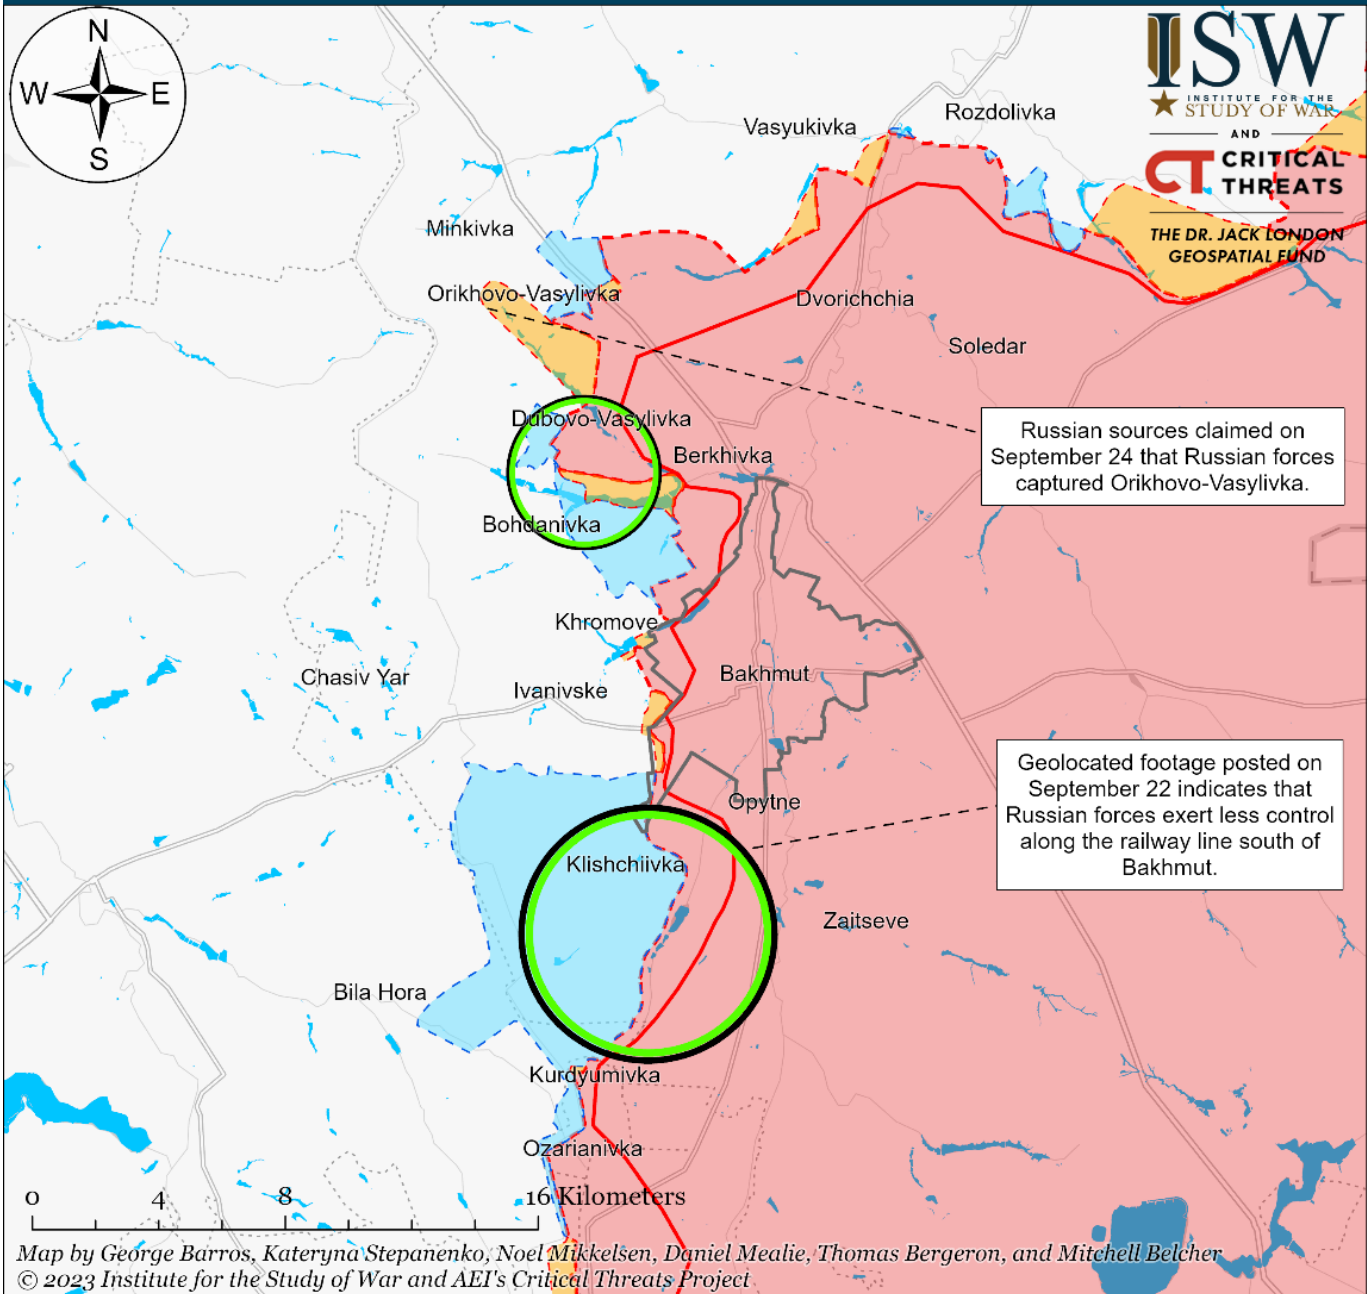 N
W
E
S
ISW
INSTITUTE FOR THE
STUDY OF WAR
AND
CT CRITICAL
THREATS
THE DR. JACK LONDON
GEOSPATIAL FUND
Rozdolivka
Vasyukivka
Minkivka
Orikhovo-Vasylivka
Dvorichchia
Soledar
Dubovo-Vasylivka
Russian sources claimed on
September 24 that Russian forces
captured Orikhovo-Vasylivka.
Berkhivka
Bohdanivka
Khromove
Chasiv Yar
Ivanivske
Bakhmut
Geolocated footage posted on
September 22 indicates that
Russian forces exert less control
along the railway line south of
Bakhmut.
Opytne
Klishchiivka
Zaitseve
Bila Hora
Kurdyumivka
Ozarianivka
0 4 8 16 Kilometers
Map by George Barros, Kateryna Stepanenko, Noel Mikkelsen, Daniel Mealie, Thomas Bergeron, and Mitchell Belcher
© 2023 Institute for the Study of War and AEI's Critical Threats Project